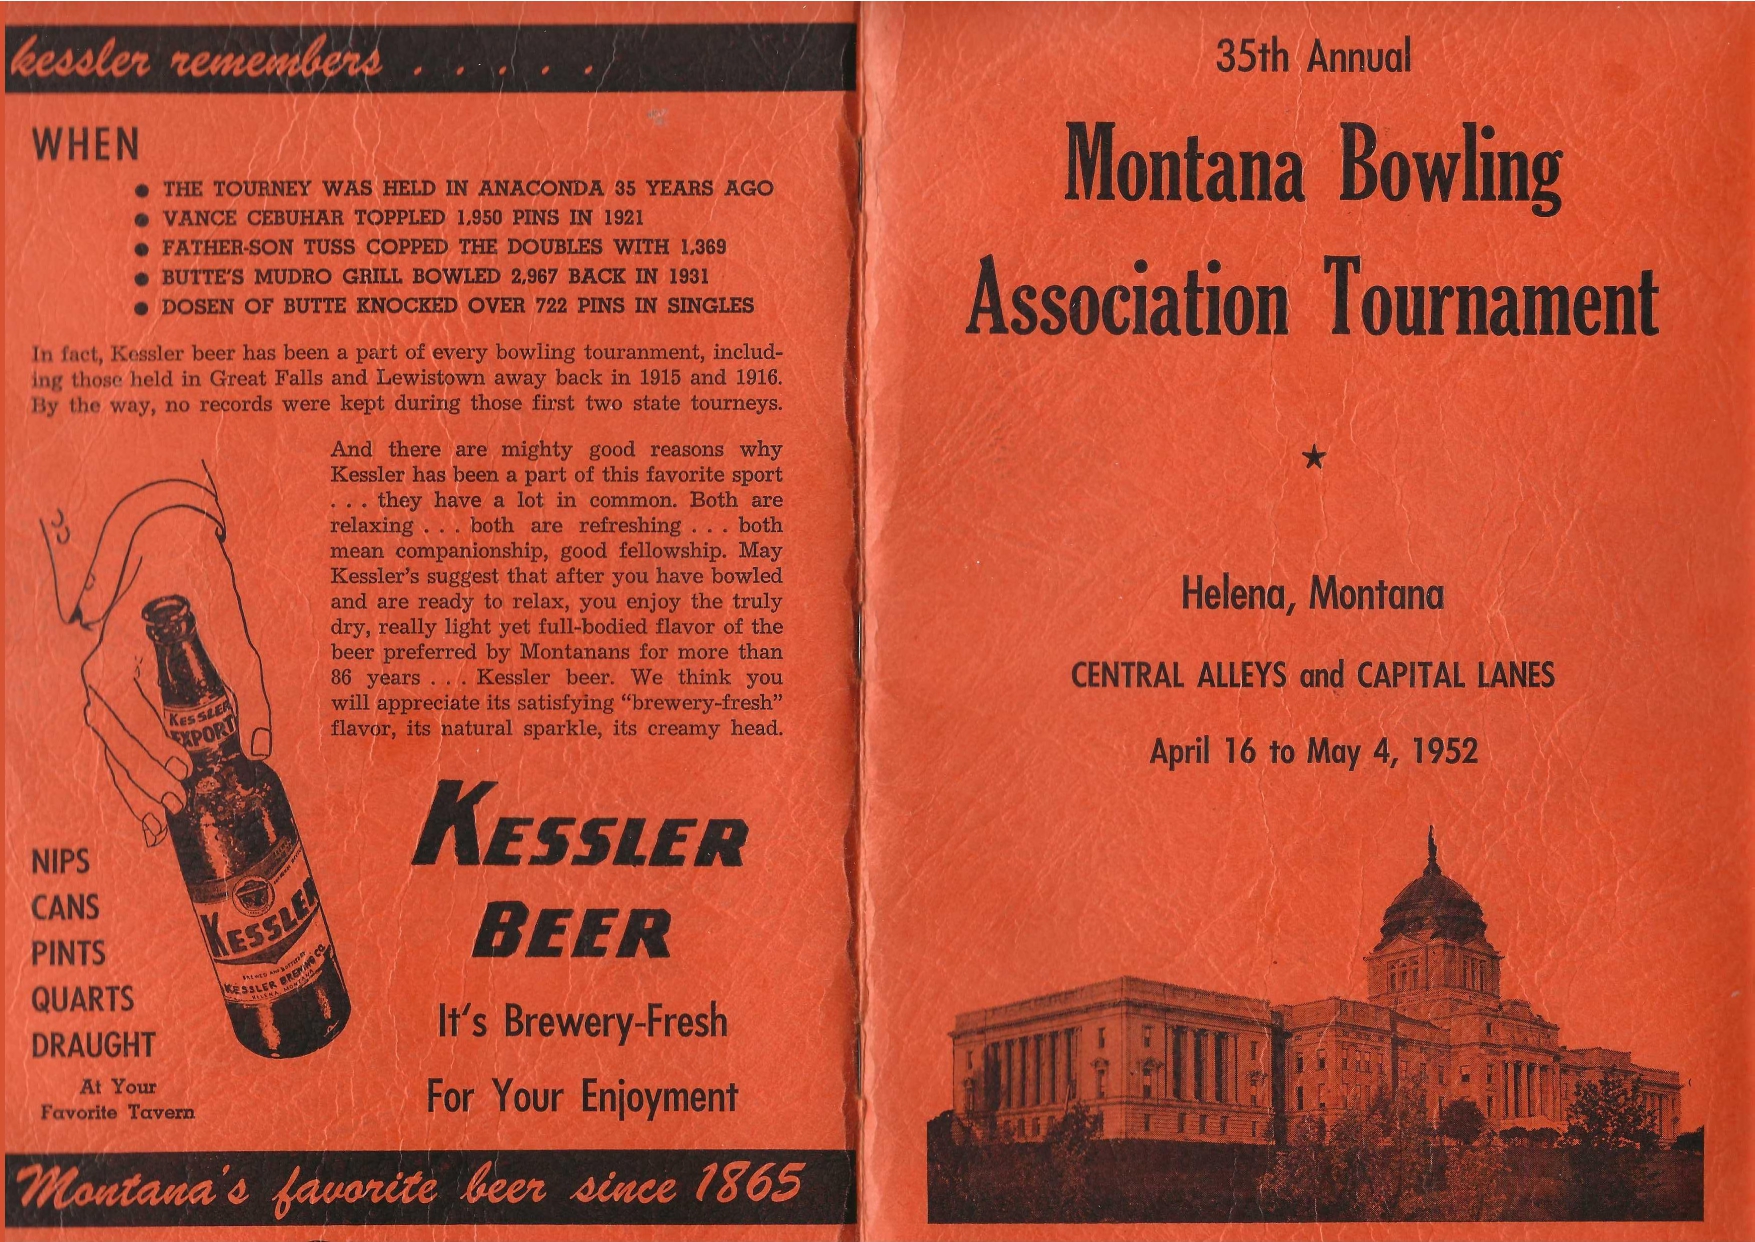 kessler remembers . . . . .
WHEN
● THE TOURNEY WAS HELD IN ANACONDA 35 YEARS AGO
● VANCE CEBUHAR TOPPLED 1,950 PINS IN 1921
● FATHER-SON TUSS COPPED THE DOUBLES WITH 1,369
● BUTTE'S MUDRO GRILL BOWLED 2,967 BACK IN 1931
● DOSEN OF BUTTE KNOCKED OVER 722 PINS IN SINGLES
In fact, Kessler beer has been a part of every bowling touranment, includ-
ing those held in Great Falls and Lewistown away back in 1915 and 1916.
By the way, no records were kept during those first two state tourneys.
And there are mighty good reasons why
Kessler has been a part of this favorite sport
. . . they have a lot in common. Both are
relaxing . . . both are refreshing . . . both
mean companionship, good fellowship. May
Kessler's suggest that after you have bowled
and are ready to relax, you enjoy the truly
dry, really light yet full-bodied flavor of the
beer preferred by Montanans for more than
86 years . . . Kessler beer. We think you
will appreciate its satisfying "brewery-fresh"
flavor, its natural sparkle, its creamy head.
KESSLER
EXPORT
KESSLER
BREWED AND BOTTLED BY
KESSLER BREWING CO.
HELENA, MONTANA
NIPS
CANS
PINTS
QUARTS
DRAUGHT
At Your
Favorite Tavern
KESSLER
BEER
It's Brewery-Fresh
For Your Enjoyment
Montana's favorite beer since 1865
35th Annual
Montana Bowling
Association Tournament
★
Helena, Montana
CENTRAL ALLEYS and CAPITAL LANES
April 16 to May 4, 1952